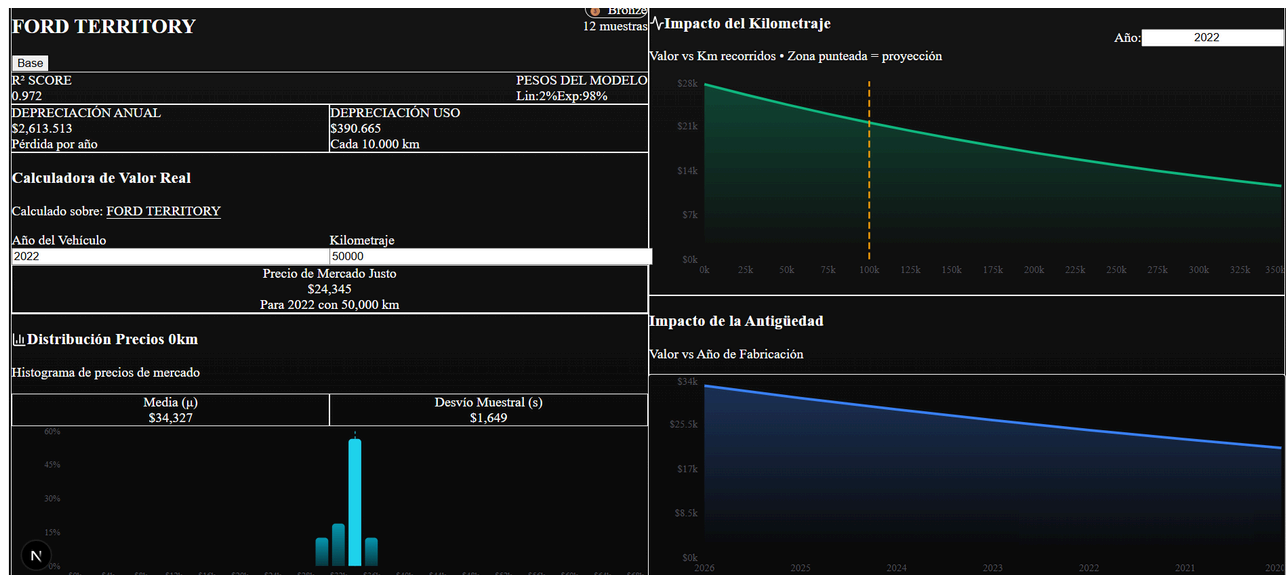 FORD TERRITORY
Bronze
12 muestras
Base
R² SCORE
0.972
PESOS DEL MODELO
Lin:2%Exp:98%
DEPRECIACIÓN ANUAL
$2,613.513
Pérdida por año
DEPRECIACIÓN USO
$390.665
Cada 10.000 km
Calculadora de Valor Real
Calculado sobre: FORD TERRITORY
Año del Vehículo
2022
Kilometraje
50000
Precio de Mercado Justo
$24,345
Para 2022 con 50,000 km
Distribución Precios 0km
Histograma de precios de mercado
Media (μ)
$34,327
Desvío Muestral (s)
$1,649
60%
45%
30%
15%
0%
N
Impacto del Kilometraje
Año: 2022
Valor vs Km recorridos • Zona punteada = proyección
$28k
$21k
$14k
$7k
$0k
0k 25k 50k 75k 100k 125k 150k 175k 200k 225k 250k 275k 300k 325k 350k
Impacto de la Antigüedad
Valor vs Año de Fabricación
$34k
$25.5k
$17k
$8.5k
$0k
2026 2025 2024 2023 2022 2021 2020